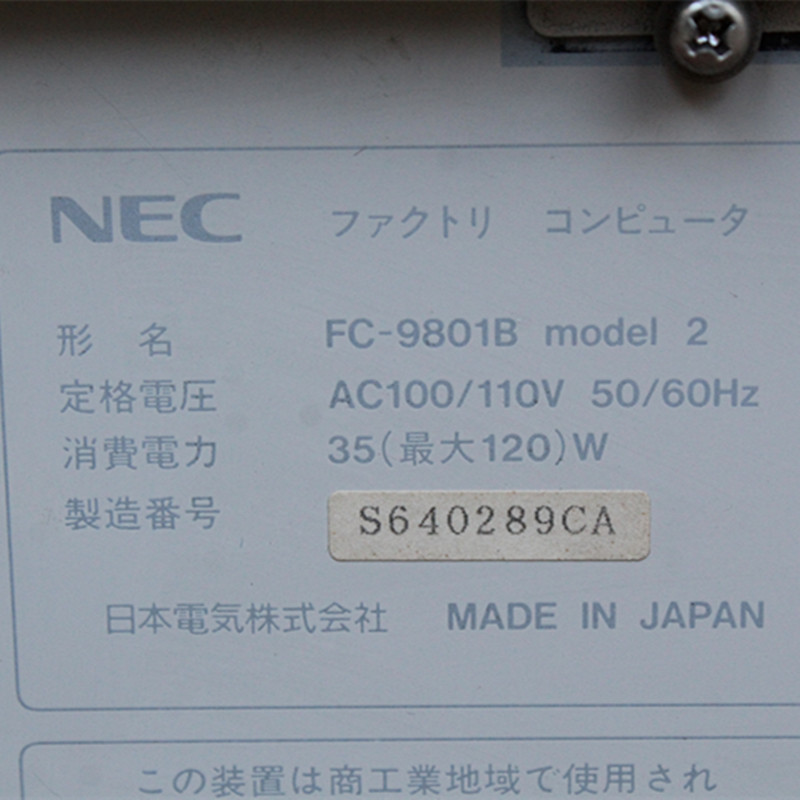 NEC ファクトリ コンピュータ
形 名 FC-9801B model 2
定格電圧 AC100/110V 50/60Hz
消費電力 35(最大120)W
製造番号 S640289CA
日本電気株式会社 MADE IN JAPAN
この装置は商工業地域で使用され